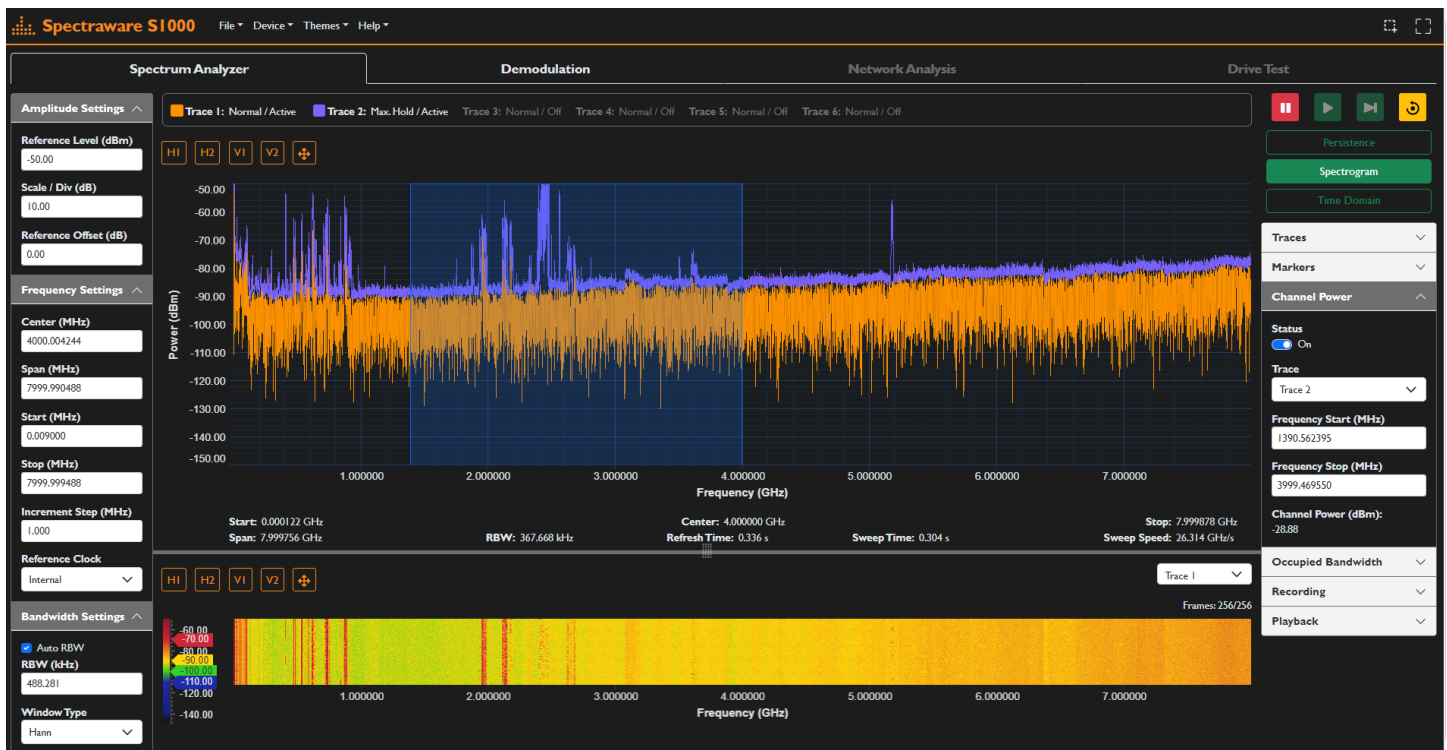 Spectraware S1000 File Device Themes Help
Spectrum Analyzer Demodulation Network Analysis Drive Test
Amplitude Settings
Reference Level (dBm)
-50.00
Scale / Div (dB)
10.00
Reference Offset (dB)
0.00
Frequency Settings
Center (MHz)
4000.004244
Span (MHz)
7999.990488
Start (MHz)
0.009000
Stop (MHz)
7999.999488
Increment Step (MHz)
1.000
Reference Clock
Internal
Bandwidth Settings
Auto RBW
RBW (kHz)
488.281
Window Type
Hann
Trace 1: Normal / Active Trace 2: Max. Hold / Active Trace 3: Normal / Off Trace 4: Normal / Off Trace 5: Normal / Off Trace 6: Normal / Off
H1 H2 V1 V2
Power (dBm)
-50.00
-60.00
-70.00
-80.00
-90.00
-100.00
-110.00
-120.00
-130.00
-140.00
-150.00
1.000000 2.000000 3.000000 4.000000 5.000000 6.000000 7.000000
Frequency (GHz)
Start: 0.000122 GHz Center: 4.000000 GHz Stop: 7.999878 GHz
Span: 7.999756 GHz RBW: 367.668 kHz Refresh Time: 0.336 s Sweep Time: 0.304 s Sweep Speed: 26.314 GHz/s
H1 H2 V1 V2 Trace 1
Frames: 256/256
-60.00
-70.00
-80.00
-90.00
-100.00
-110.00
-120.00
-140.00
1.000000 2.000000 3.000000 4.000000 5.000000 6.000000 7.000000
Frequency (GHz)
Persistence
Spectrogram
Time Domain
Traces
Markers
Channel Power
Status
On
Trace
Trace 2
Frequency Start (MHz)
1390.562395
Frequency Stop (MHz)
3999.469550
Channel Power (dBm):
-28.88
Occupied Bandwidth
Recording
Playback